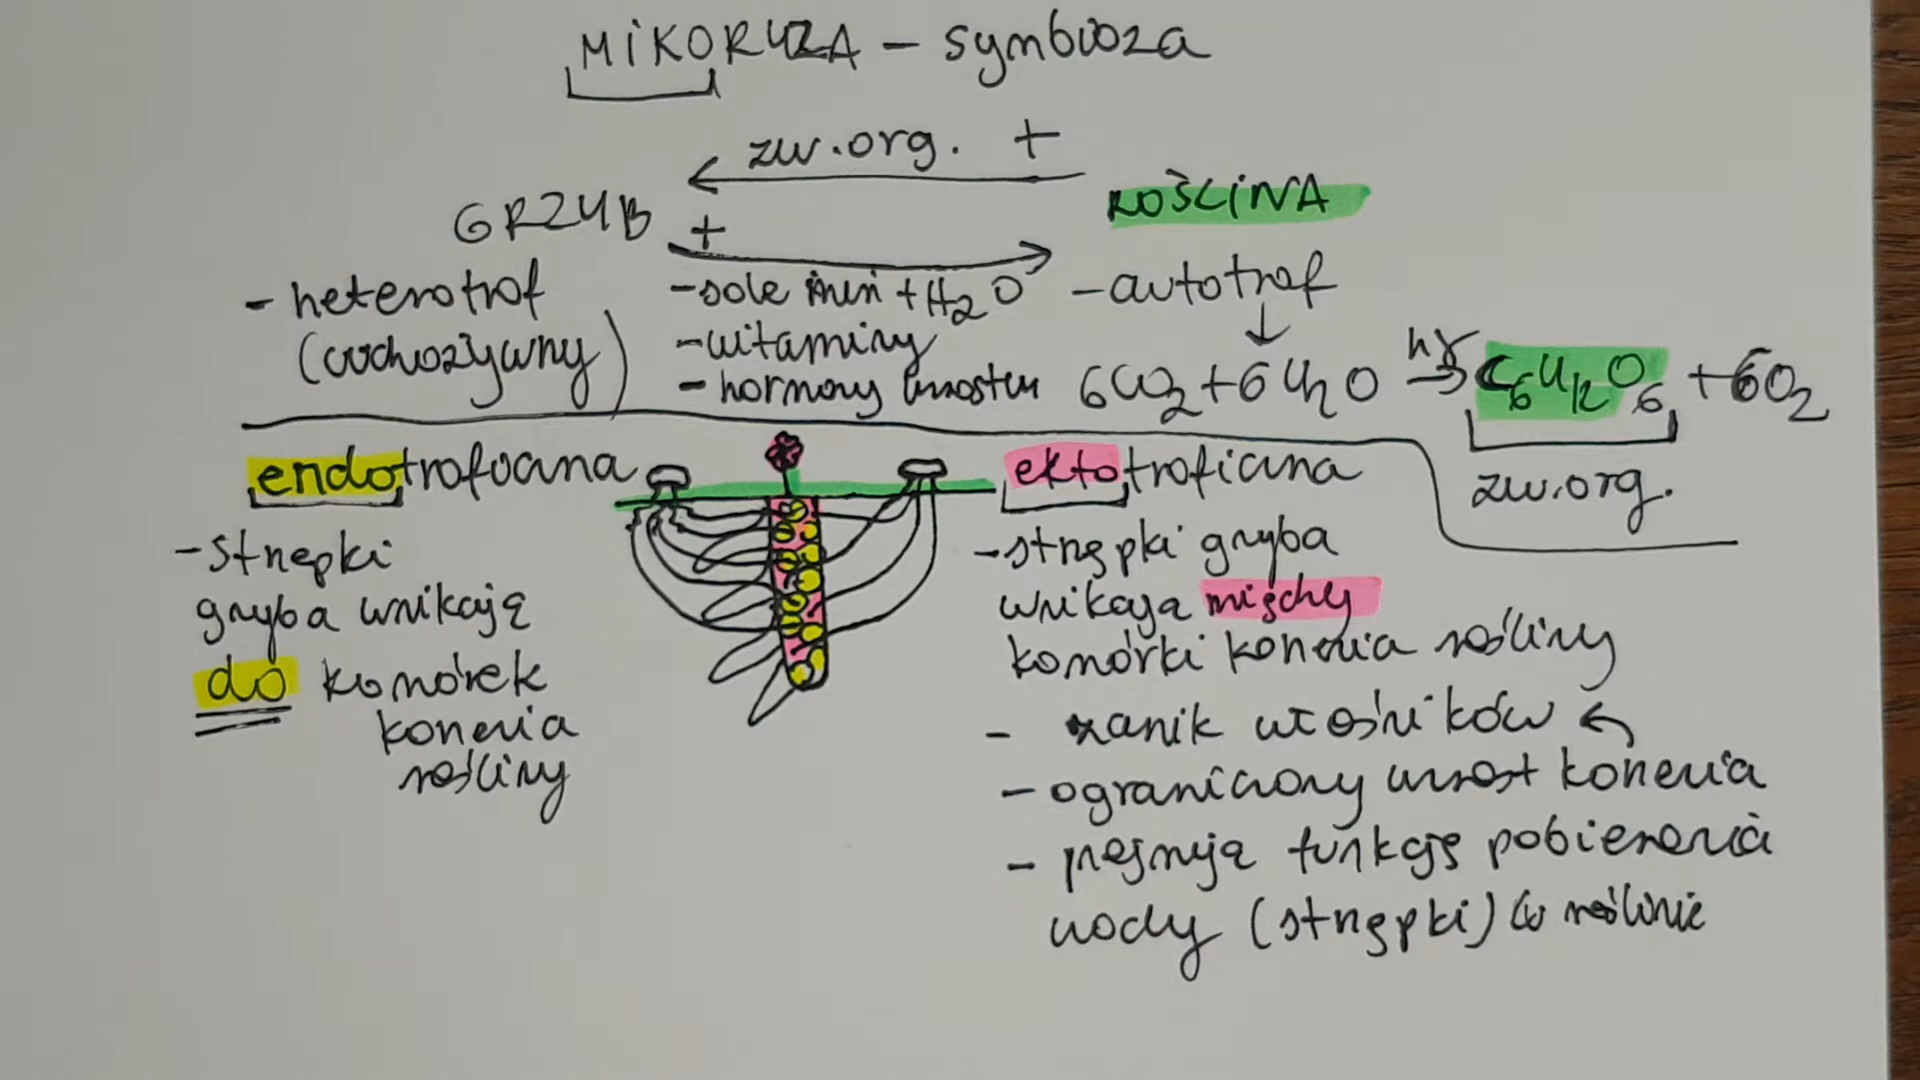 MIKORYZA – symbioza
zw.org. +
GRZYB
ROŚLINA
+
- heterotrof
(cudzożywny)
- sole min + H2O
- witaminy
- hormony wzrostu
- autotrof
↓
6CO2 + 6H2O hγ → C6H12O6 + 6O2
zw.org.
endotroficzna
- strzępki
grzyba wnikają
do komórek
korzenia
rośliny
ektotroficzna
- strzępki grzyba
wnikają między
komórki korzenia rośliny
- zanik włośników
- ograniczony wzrost korzenia
- przejmują funkcję pobierania
wody (strzępki) w roślinie